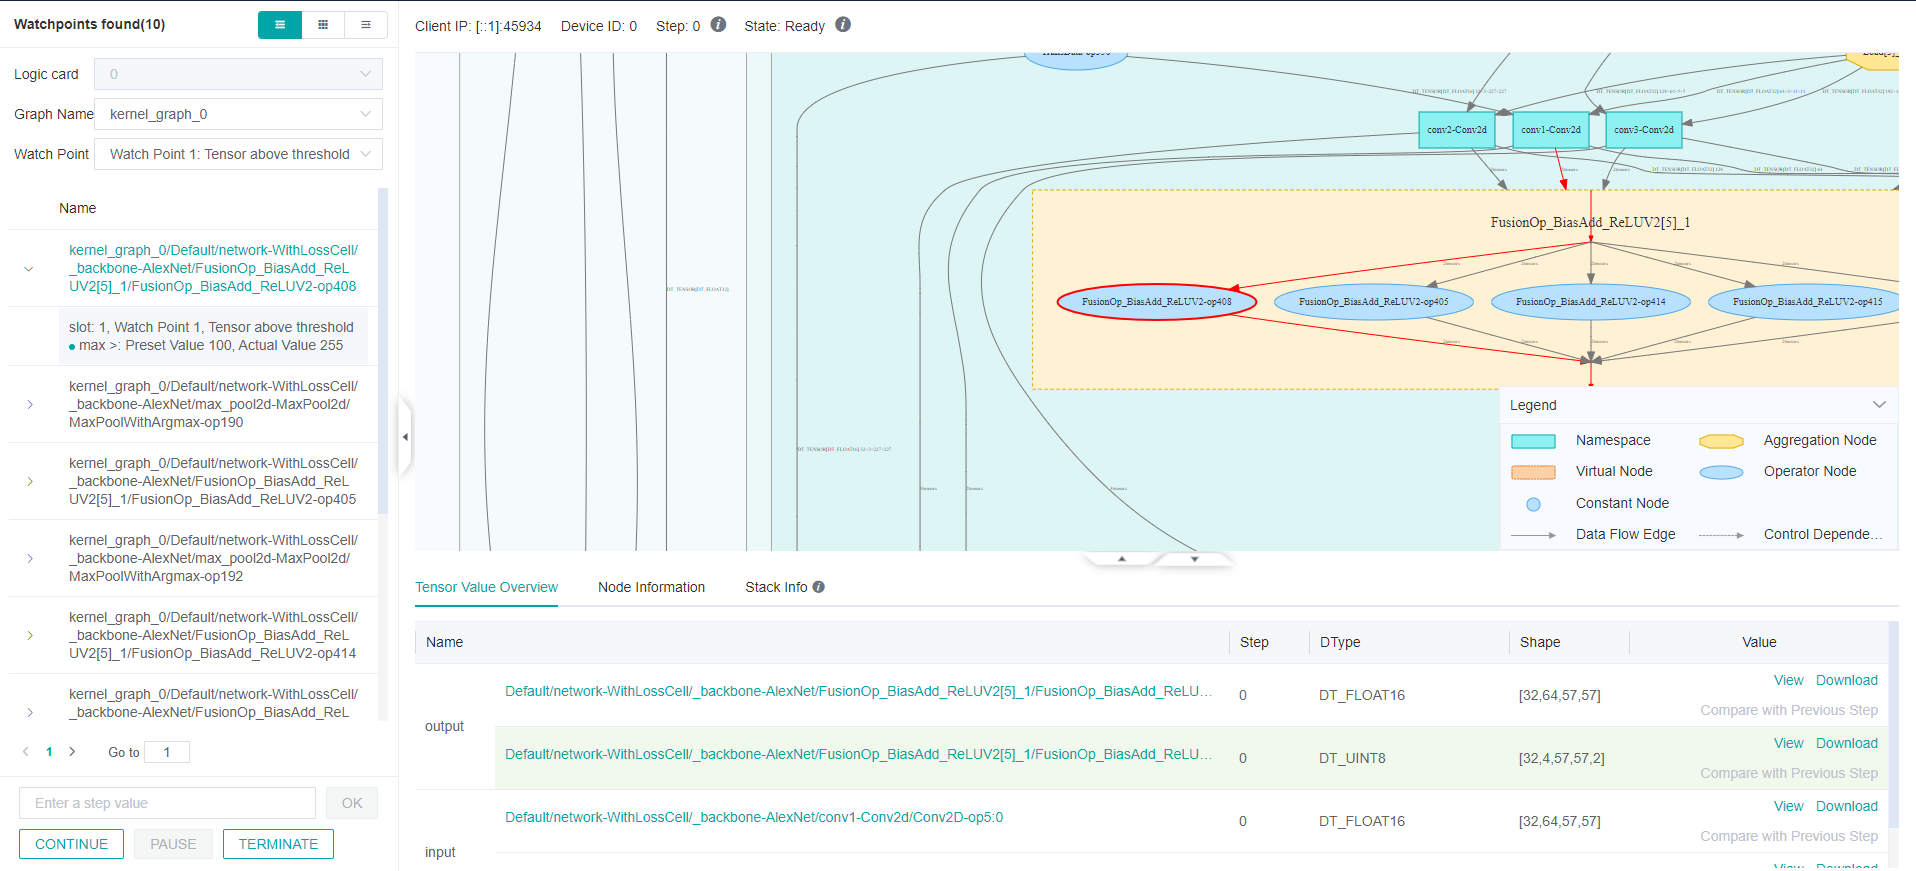 Watchpoints found(10)
Logic card
0
Graph Name
kernel_graph_0
Watch Point
Watch Point 1: Tensor above threshold
Name
kernel_graph_0/Default/network-WithLossCell/
_backbone-AlexNet/FusionOp_BiasAdd_ReL
UV2[5]_1/FusionOp_BiasAdd_ReLUV2-op408
slot: 1, Watch Point 1, Tensor above threshold
max >: Preset Value 100, Actual Value 255
kernel_graph_0/Default/network-WithLossCell/
_backbone-AlexNet/max_pool2d-MaxPool2d/
MaxPoolWithArgmax-op190
kernel_graph_0/Default/network-WithLossCell/
_backbone-AlexNet/FusionOp_BiasAdd_ReL
UV2[5]_1/FusionOp_BiasAdd_ReLUV2-op405
kernel_graph_0/Default/network-WithLossCell/
_backbone-AlexNet/max_pool2d-MaxPool2d/
MaxPoolWithArgmax-op192
kernel_graph_0/Default/network-WithLossCell/
_backbone-AlexNet/FusionOp_BiasAdd_ReL
UV2[5]_1/FusionOp_BiasAdd_ReLUV2-op414
kernel_graph_0/Default/network-WithLossCell/
_backbone-AlexNet/FusionOp_BiasAdd_ReL
1
Go to
1
Enter a step value
OK
CONTINUE
PAUSE
TERMINATE
Client IP: [::1]:45934
Device ID: 0
Step: 0
State: Ready
conv2-Conv2d
conv1-Conv2d
conv3-Conv2d
DT_TENSOR[DT_FLOAT32]
FusionOp_BiasAdd_ReLUV2[5]_1
FusionOp_BiasAdd_ReLUV2-op408
FusionOp_BiasAdd_ReLUV2-op405
FusionOp_BiasAdd_ReLUV2-op414
FusionOp_BiasAdd_ReLUV2-op415
Legend
Namespace
Aggregation Node
Virtual Node
Operator Node
Constant Node
Data Flow Edge
Control Depende...
Tensor Value Overview
Node Information
Stack Info
Name
Step
DType
Shape
Value
output
Default/network-WithLossCell/_backbone-AlexNet/FusionOp_BiasAdd_ReLUV2[5]_1/FusionOp_BiasAdd_ReLU...
0
DT_FLOAT16
[32,64,57,57]
View Download
Compare with Previous Step
Default/network-WithLossCell/_backbone-AlexNet/FusionOp_BiasAdd_ReLUV2[5]_1/FusionOp_BiasAdd_ReLU...
0
DT_UINT8
[32,4,57,57,2]
View Download
Compare with Previous Step
input
Default/network-WithLossCell/_backbone-AlexNet/conv1-Conv2d/Conv2D-op5:0
0
DT_FLOAT16
[32,64,57,57]
View Download
Compare with Previous Step
View Download